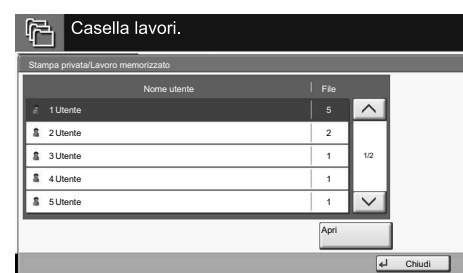 Casella lavori.
Stampa privata/Lavoro memorizzato
Nome utente File
1 Utente 5
2 Utente 2
3 Utente 1
4 Utente 1
5 Utente 1
1/2
Apri
Chiudi